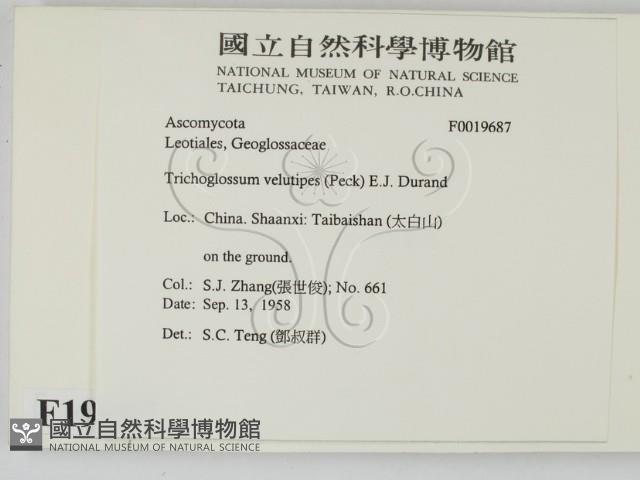 國立自然科學博物館
NATIONAL MUSEUM OF NATURAL SCIENCE
TAICHUNG, TAIWAN, R.O.CHINA
Ascomycota F0019687
Leotiales, Geoglossaceae
Trichoglossum velutipes (Peck) E.J. Durand
Loc.: China. Shaanxi: Taibaishan (太白山)
on the ground.
Col.: S.J. Zhang(張世俊); No. 661
Date: Sep. 13, 1958
Det.: S.C. Teng (鄧叔群)
F19
國立自然科學博物館
NATIONAL MUSEUM OF NATURAL SCIENCE